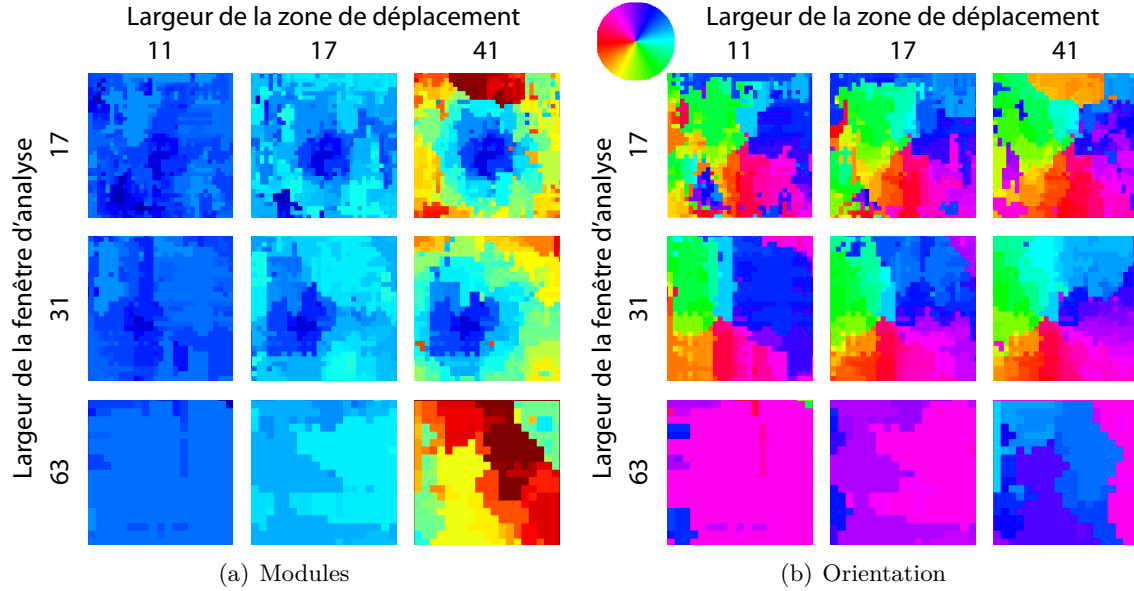 Largeur de la zone de déplacement
11 17 41
Largeur de la fenêtre d'analyse
17
31
63
(a) Modules
Largeur de la zone de déplacement
11 17 41
Largeur de la fenêtre d'analyse
17
31
63
(b) Orientation